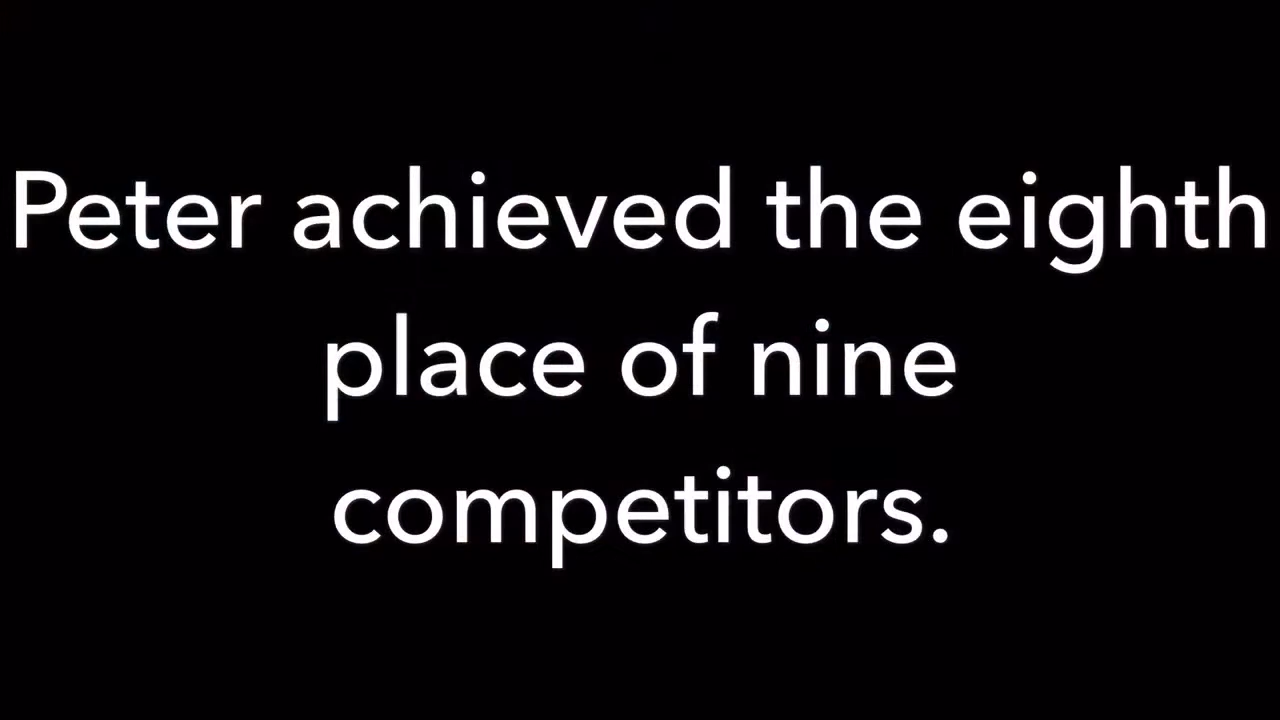 Peter achieved the eighth
place of nine
competitors.